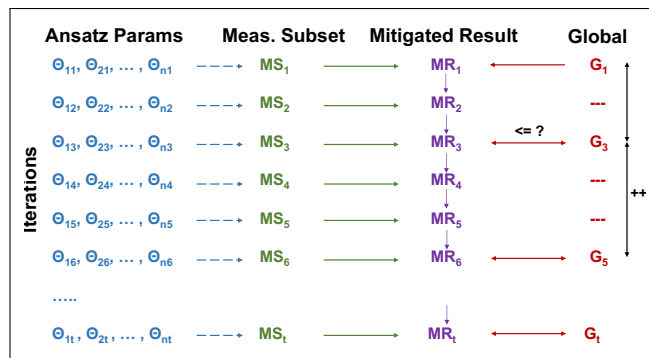 Ansatz Params Meas. Subset Mitigated Result Global
Iterations
Θ11, Θ21, … , Θn1 MS1 MR1 G1
Θ12, Θ22, … , Θn2 MS2 MR2 ---
Θ13, Θ23, … , Θn3 MS3 MR3 <= ? G3
Θ14, Θ24, … , Θn4 MS4 MR4 ---
++
Θ15, Θ25, … , Θn5 MS5 MR5 ---
Θ16, Θ26, … , Θn6 MS6 MR6 G5
…..
Θ1t, Θ2t, … , Θnt MSt MRt Gt